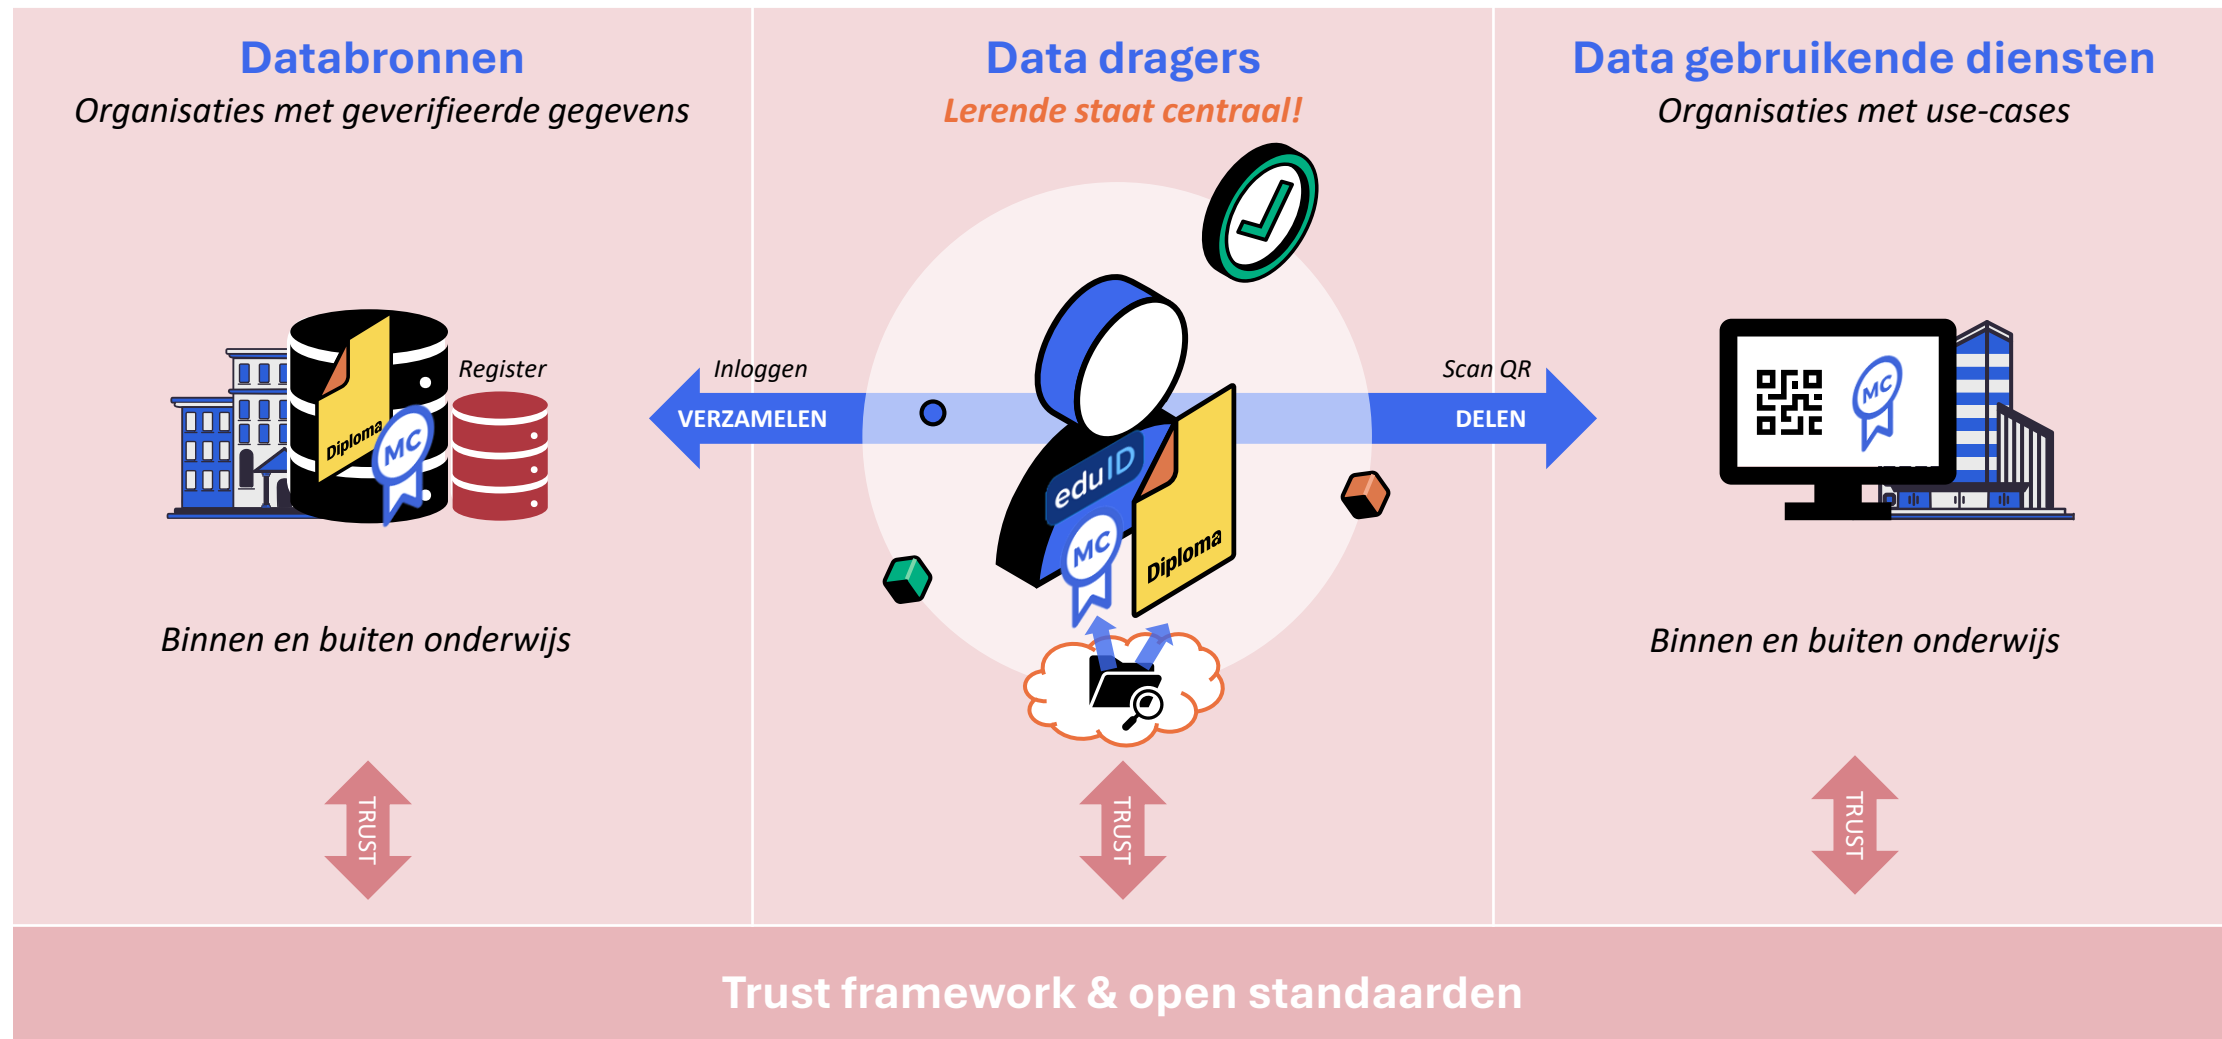 Databronnen
Organisaties met geverifieerde gegevens
Data dragers
Lerende staat centraal!
Data gebruikende diensten
Organisaties met use-cases
Register
Diploma
MC
Inloggen
VERZAMELEN
eduID
MC
Diploma
Scan QR
DELEN
MC
Binnen en buiten onderwijs
Binnen en buiten onderwijs
TRUST
TRUST
TRUST
Trust framework & open standaarden